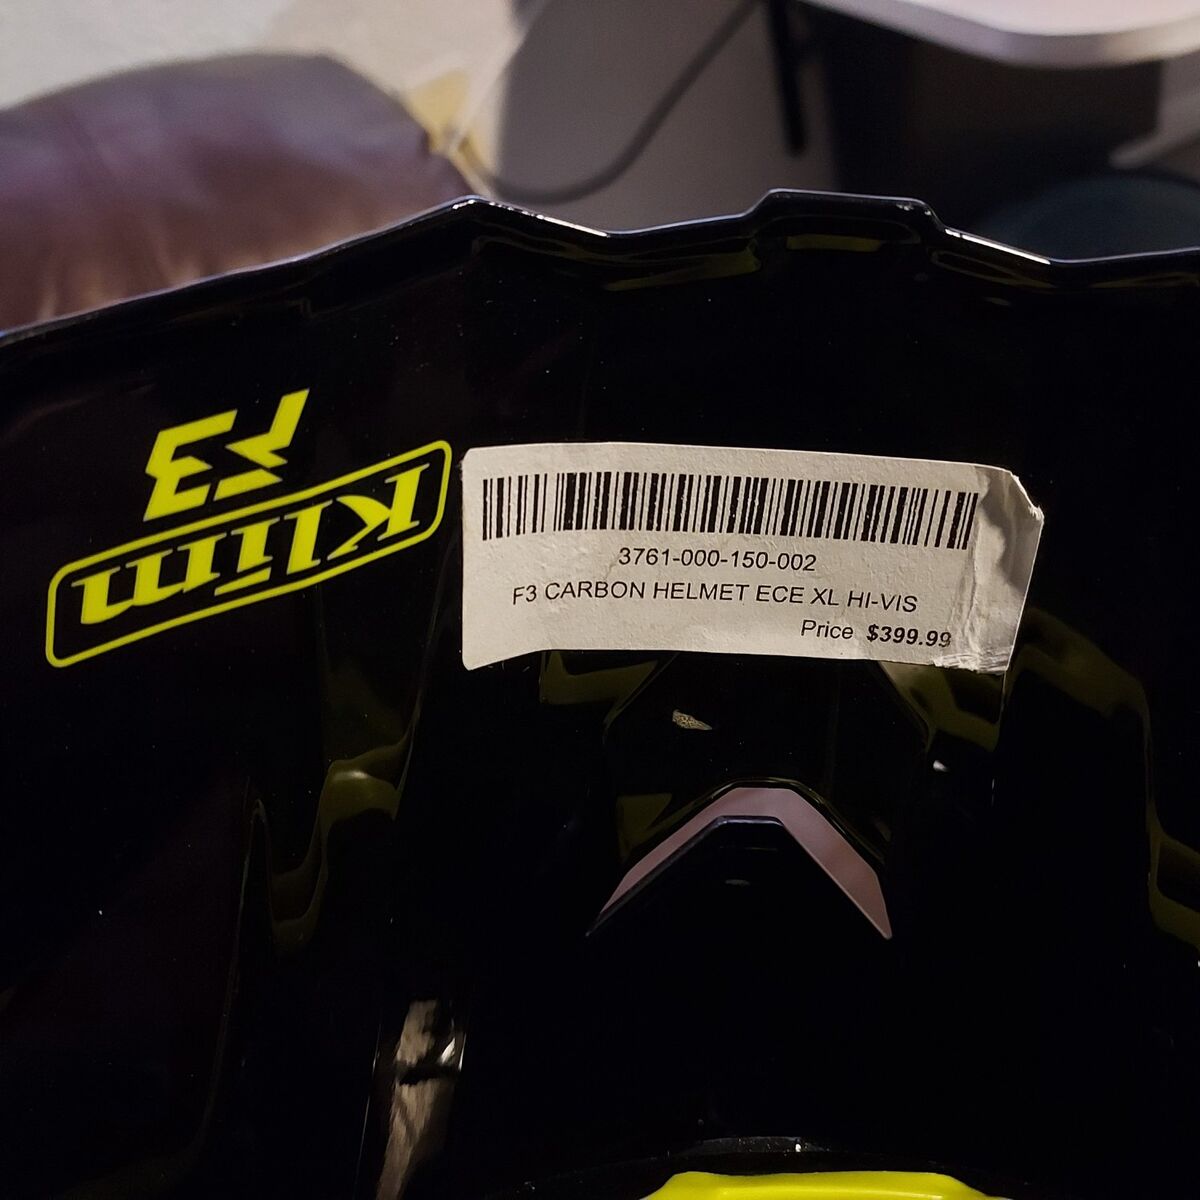 F3
Klim
3761-000-150-002
F3 CARBON HELMET ECE XL HI-VIS
Price $399.99